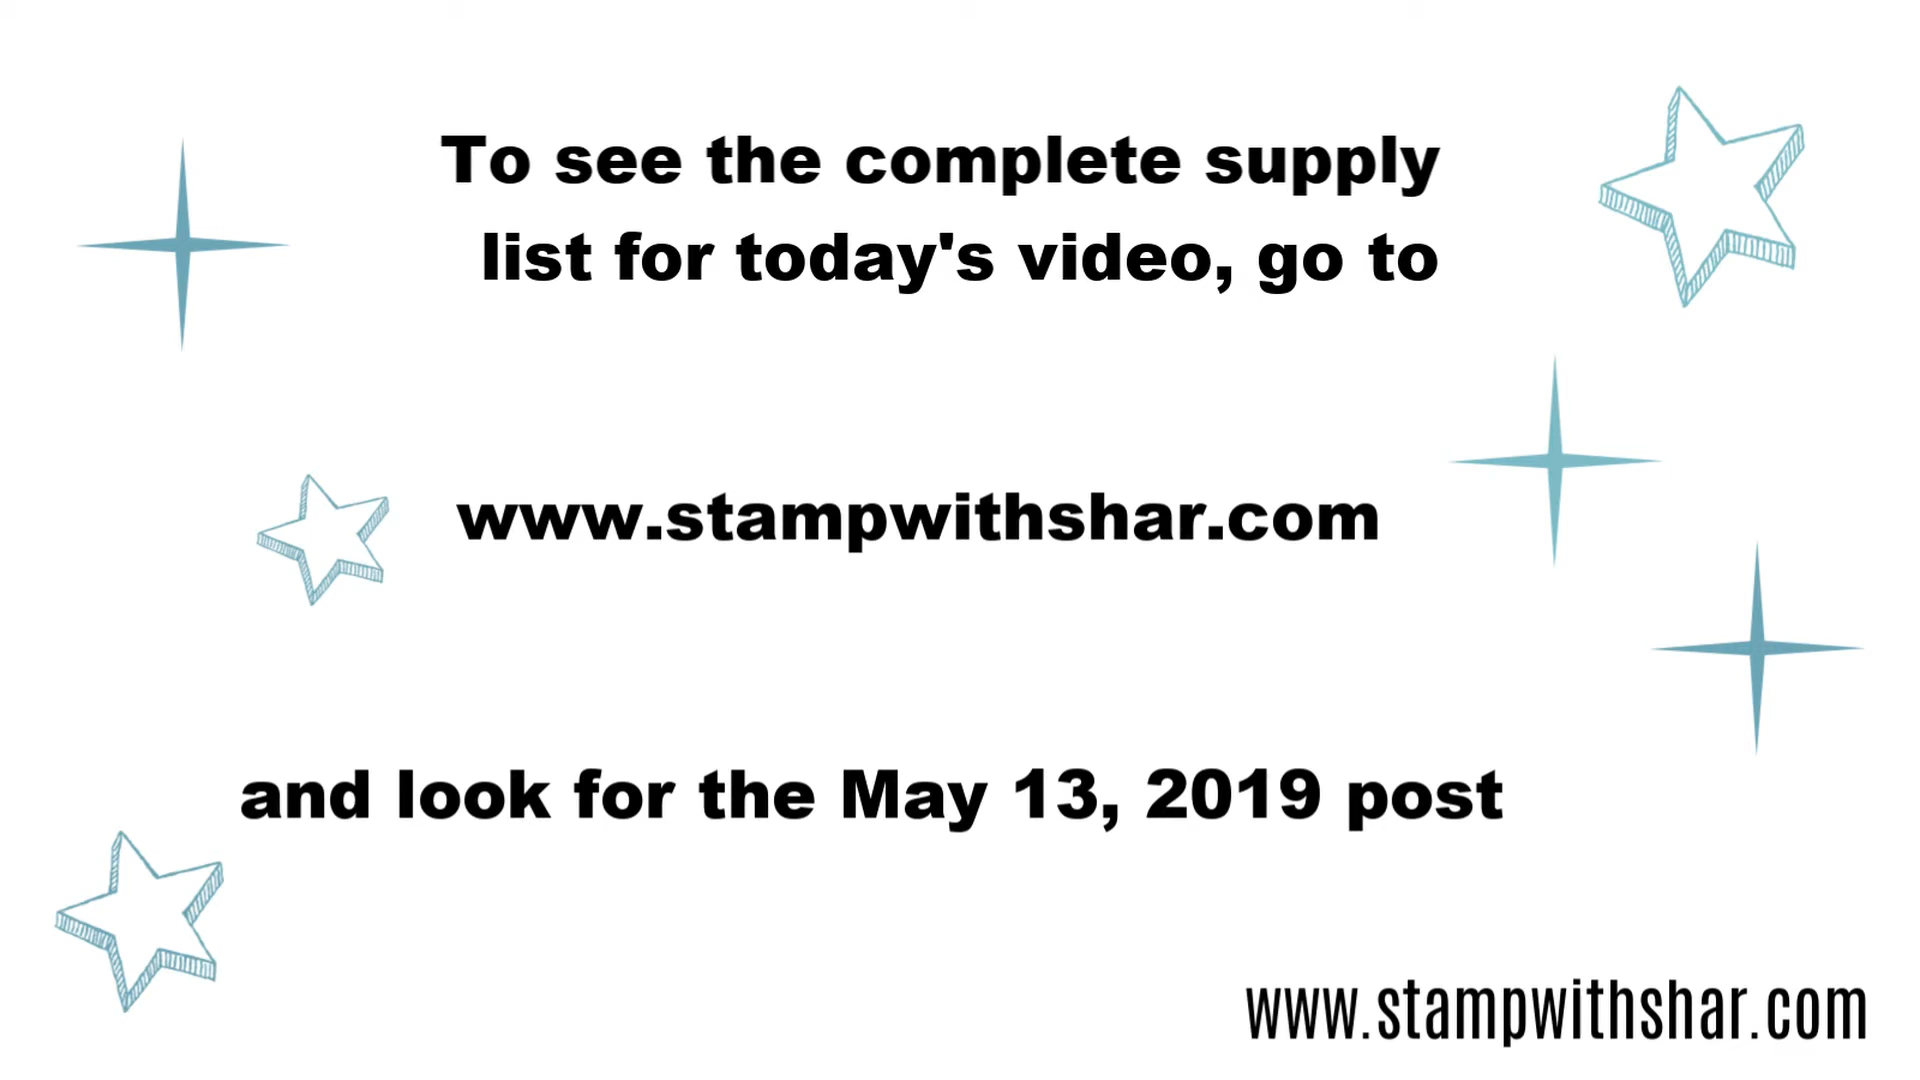 To see the complete supply
list for today's video, go to
www.stampwithshar.com
and look for the May 13, 2019 post
www.stampwithshar.com